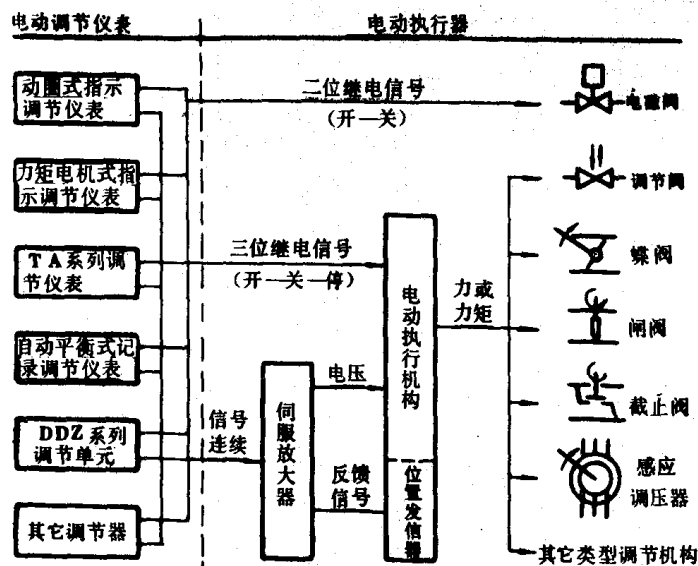 电动调节仪表
电动执行器
动圈式指示
调节仪表
力矩电机式指
示调节仪表
TA系列调
节仪表
自动平衡式记
录调节仪表
DDZ系列
调节单元
其它调节器
二位继电信号
(开—关)
三位继电信号
(开—关—停)
信号
连续
伺服放大器
电压
反馈
信号
电动执行机构
位置发信器
力或
力矩
电磁阀
调节阀
蝶阀
闸阀
截止阀
感应
调压器
其它类型调节机构